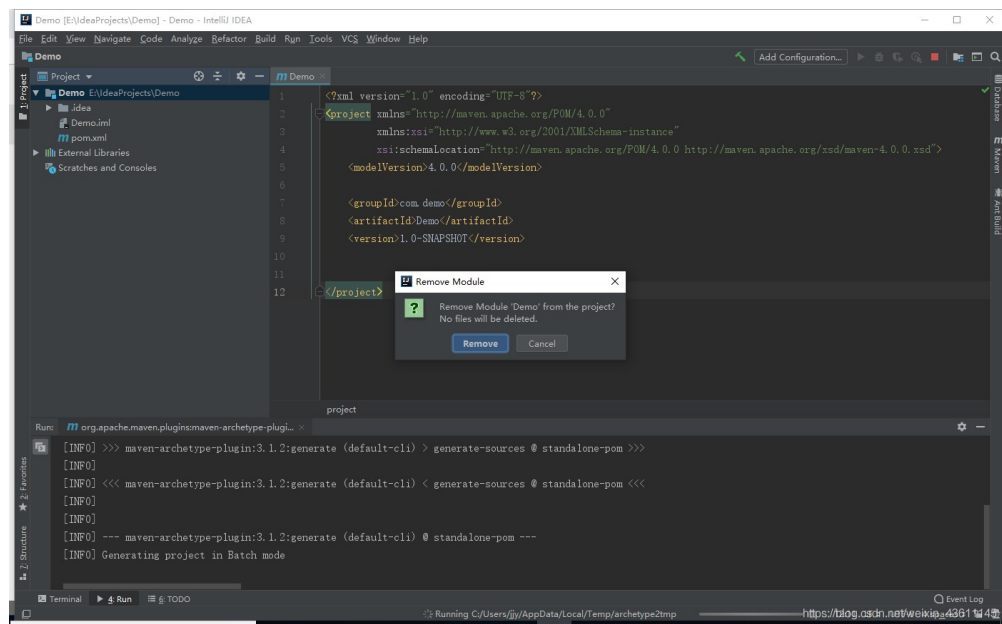 Demo [E:\IdeaProjects\Demo] - Demo - IntelliJ IDEA
File Edit View Navigate Code Analyze Refactor Build Run Tools VCS Window Help
Demo
Add Configuration...
1: Project
Project
Demo E:\IdeaProjects\Demo
.idea
Demo.iml
pom.xml
External Libraries
Scratches and Consoles
Demo
1 <?xml version="1.0" encoding="UTF-8"?>
2 <project xmlns="http://maven.apache.org/POM/4.0.0"
3 xmlns:xsi="http://www.w3.org/2001/XMLSchema-instance"
4 xsi:schemaLocation="http://maven.apache.org/POM/4.0.0 http://maven.apache.org/xsd/maven-4.0.0.xsd">
5 <modelVersion>4.0.0</modelVersion>
6
7 <groupId>com.demo</groupId>
8 <artifactId>Demo</artifactId>
9 <version>1.0-SNAPSHOT</version>
10
11
12 </project>
Database
Maven
Ant Build
Remove Module
Remove Module 'Demo' from the project?
No files will be deleted.
Remove Cancel
project
Run: org.apache.maven.plugins:maven-archetype-plugi...
[INFO] >>> maven-archetype-plugin:3.1.2:generate (default-cli) > generate-sources @ standalone-pom >>>
[INFO]
[INFO] <<< maven-archetype-plugin:3.1.2:generate (default-cli) < generate-sources @ standalone-pom <<<
[INFO]
[INFO]
[INFO] --- maven-archetype-plugin:3.1.2:generate (default-cli) @ standalone-pom ---
[INFO] Generating project in Batch mode
2: Favorites
7: Structure
Terminal 4: Run 6: TODO
Event Log
Running C:/Users/jjy/AppData/Local/Temp/archetype2tmp